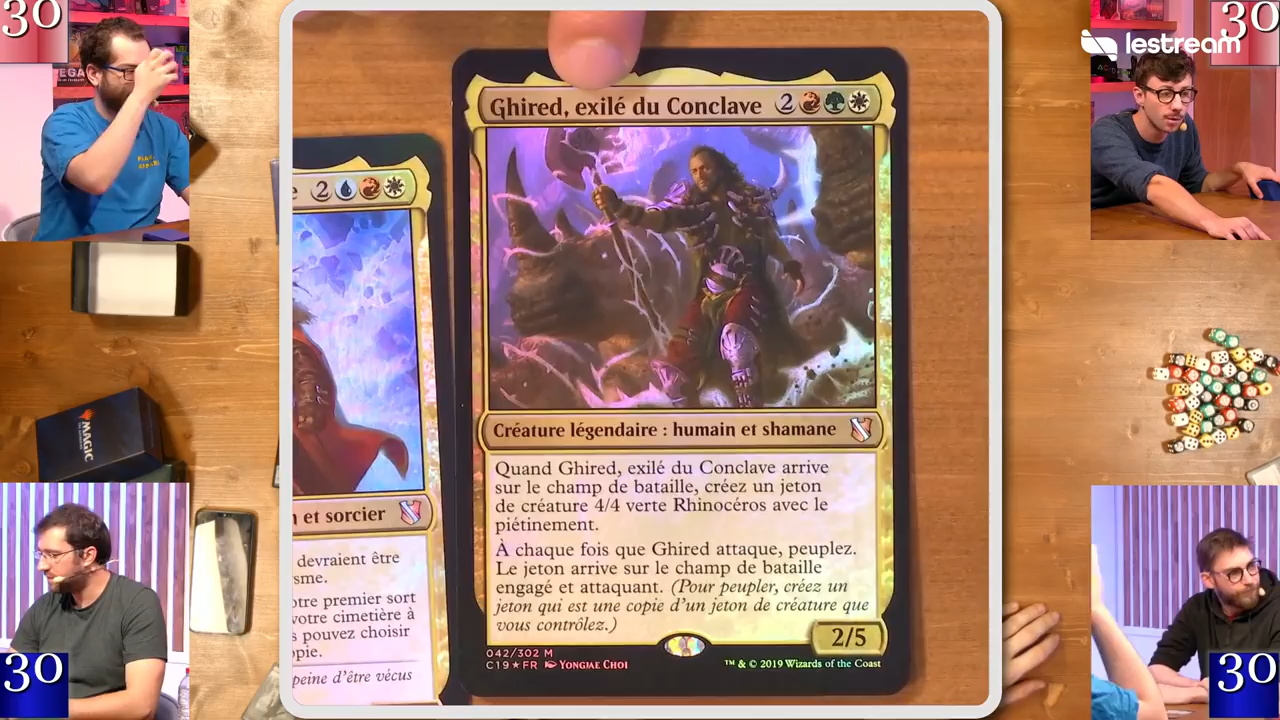 30
30
lestream
Ghired, exilé du Conclave 2
2
Créature légendaire : humain et shamane
Quand Ghired, exilé du Conclave arrive
sur le champ de bataille, créez un jeton
de créature 4/4 verte Rhinocéros avec le
piétinement.
À chaque fois que Ghired attaque, peuplez.
Le jeton arrive sur le champ de bataille
engagé et attaquant. (Pour peupler, créez un
jeton qui est une copie d'un jeton de créature que
vous contrôlez.)
2/5
042/302 M
C19★FR YONGJAE CHOI
™ & © 2019 Wizards of the Coast
et sorcier
devraient être
sme.
otre premier sort
votre cimetière à
s pouvez choisir
opie.
peine d'être vécus
MAGIC
30
30